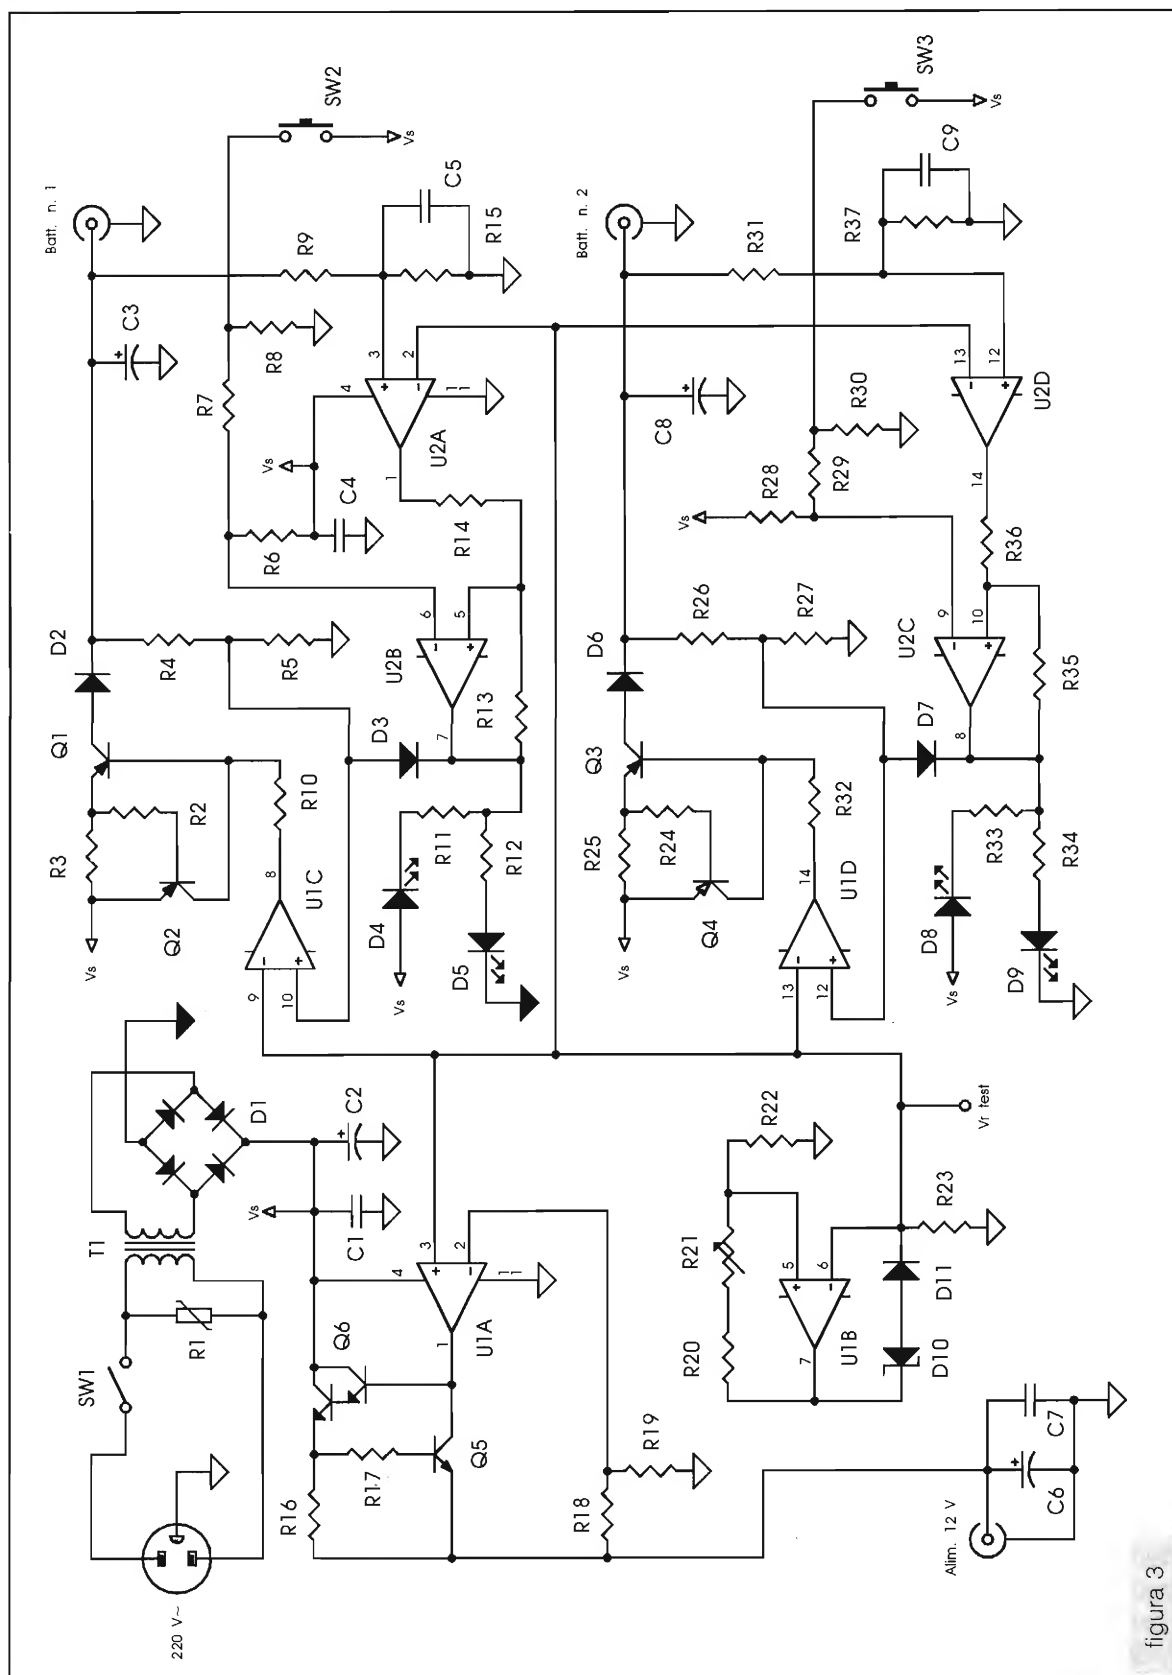 220 V~
SW1
R1
T1
D1
Vs
C1
C2
R16
R17
Q6
4
3
2
1
11
U1A
Q5
R18
R19
Alim. 12 V
C6
C7
R20
R21
R22
5
6
7
U1B
D10
D11
R23
Vr test
Vs
R3
Q2
R2
Q1
D2
9
10
8
U1C
R10
R4
R5
D4
Vs
D5
R11
R12
D3
U2B
7
6
5
R13
R14
R6
Vs
C4
R7
R8
C3
Batt. n. 1
SW2
Vs
R9
C5
R15
4
3
2
1
11
U2A
Vs
R25
Q4
R24
Q3
D6
13
12
14
U1D
R32
R26
R27
D8
Vs
D9
R33
R34
D7
U2C
8
9
10
R35
R36
Vs
R28
R29
R30
C8
Batt. n. 2
SW3
Vs
R31
C9
R37
13
12
14
U2D
figura 3